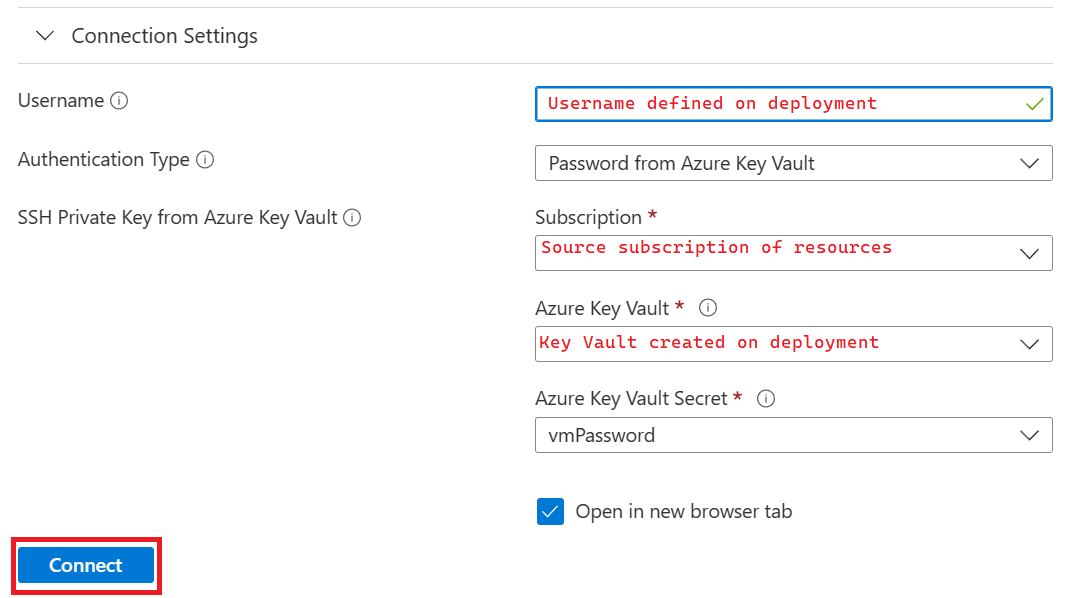 Connection Settings
Username
Username defined on deployment
Authentication Type
Password from Azure Key Vault
SSH Private Key from Azure Key Vault
Subscription *
Source subscription of resources
Azure Key Vault *
Key Vault created on deployment
Azure Key Vault Secret *
vmPassword
Open in new browser tab
Connect